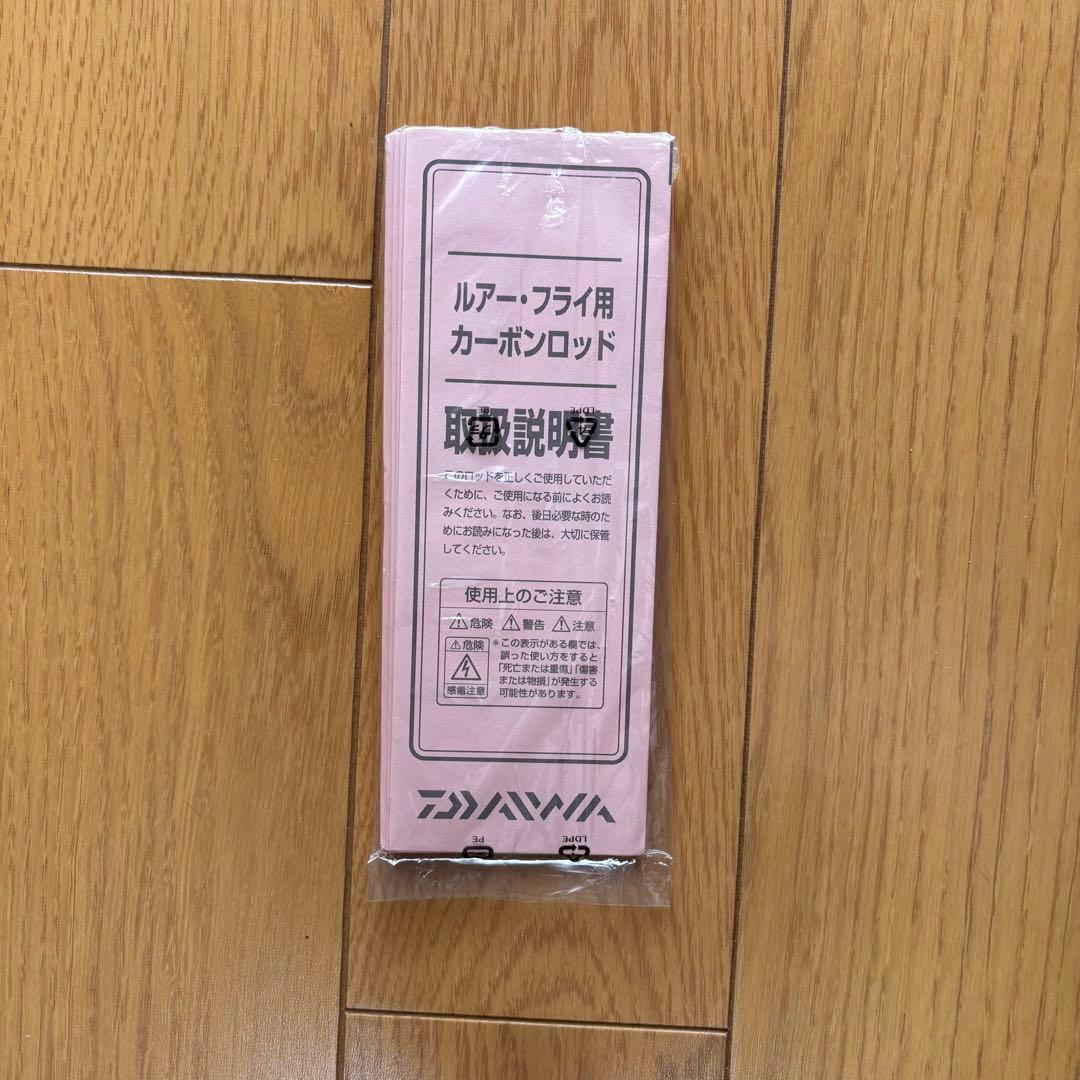 ルアー・フライ用
カーボンロッド
取扱説明書
PE
LDPE
このロッドを正しくご使用していただ
くために、ご使用になる前によくお読
みください。なお、後日必要な時のた
めにお読みになった後は、大切に保管
してください。
使用上のご注意
危険 警告 注意
危険
感電注意
＊この表示がある欄では、
誤った使い方をすると
「死亡または重傷」「傷害
または物損」が発生する
可能性があります。
DAIWA
PE
LDPE